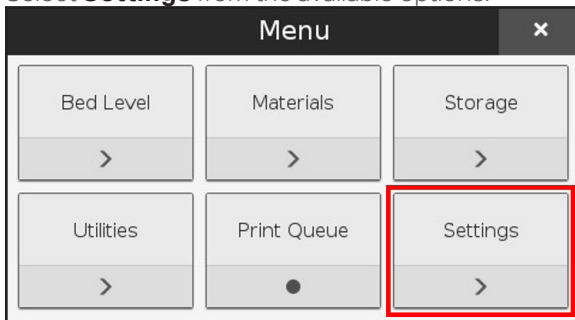 Select Settings from the available options.
Menu ×
Bed Level Materials Storage
> > >
Utilities Print Queue Settings
> ● >